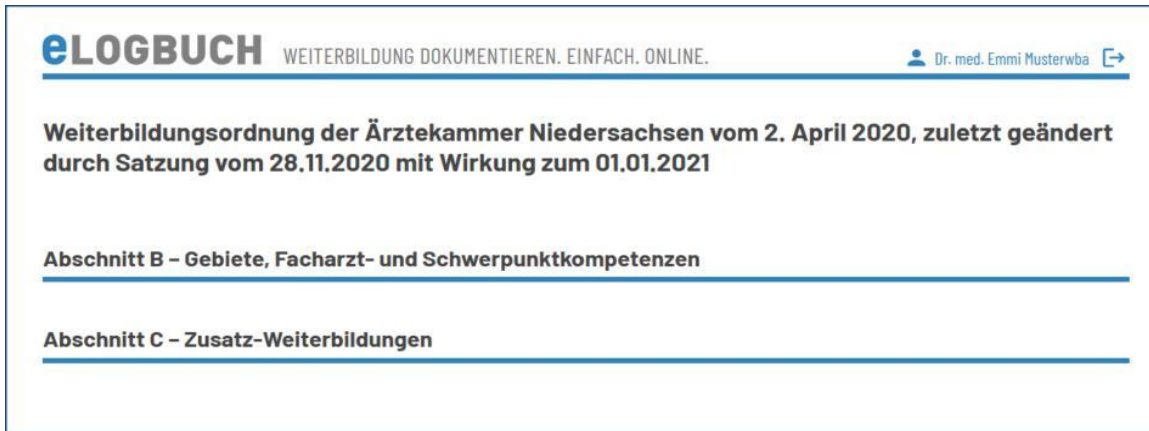 eLOGBUCH WEITERBILDUNG DOKUMENTIEREN. EINFACH. ONLINE. Dr. med. Emmi Musterwba
Weiterbildungsordnung der Ärztekammer Niedersachsen vom 2. April 2020, zuletzt geändert
durch Satzung vom 28.11.2020 mit Wirkung zum 01.01.2021
Abschnitt B – Gebiete, Facharzt- und Schwerpunktkompetenzen
Abschnitt C – Zusatz-Weiterbildungen